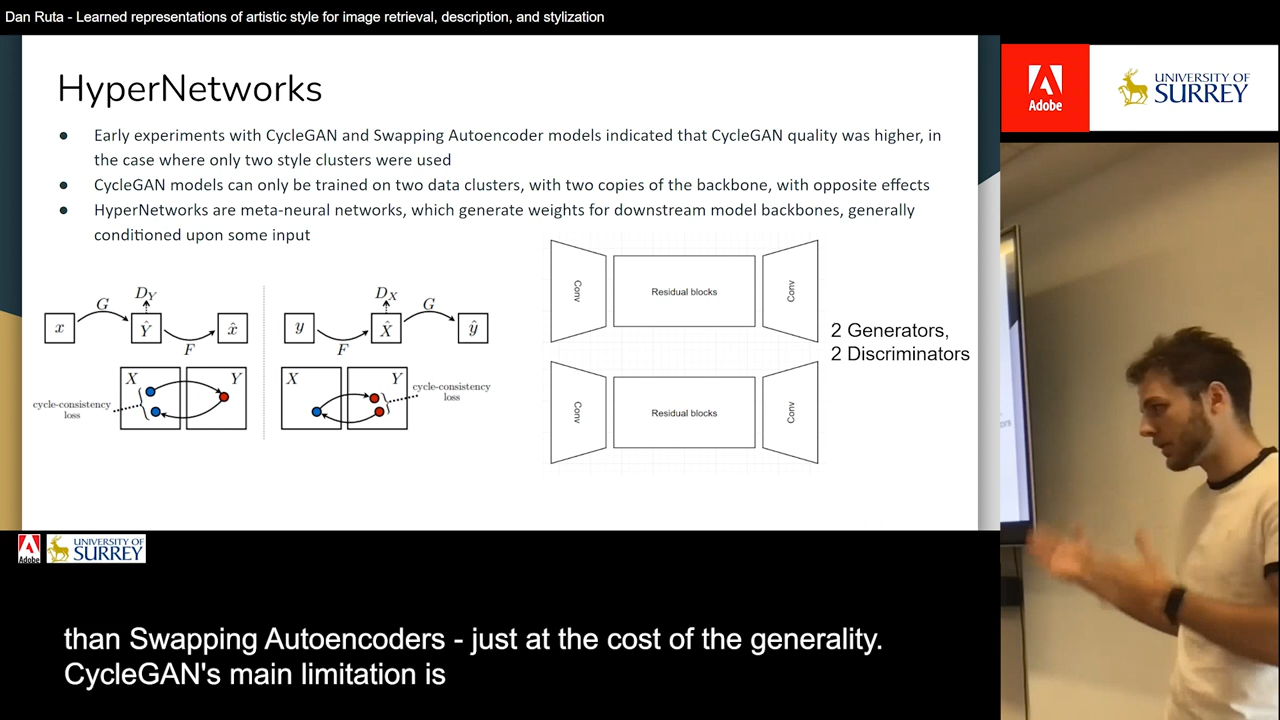 Dan Ruta - Learned representations of artistic style for image retrieval, description, and stylization
HyperNetworks
● Early experiments with CycleGAN and Swapping Autoencoder models indicated that CycleGAN quality was higher, in
the case where only two style clusters were used
● CycleGAN models can only be trained on two data clusters, with two copies of the backbone, with opposite effects
● HyperNetworks are meta-neural networks, which generate weights for downstream model backbones, generally
conditioned upon some input
x G D_Y Ŷ F x̂
X Y
cycle-consistency
loss
y F D_X X̂ G ŷ
X Y
cycle-consistency
loss
Conv Residual blocks Conv
Conv Residual blocks Conv
2 Generators,
2 Discriminators
Adobe
UNIVERSITY OF
SURREY
Adobe
UNIVERSITY OF
SURREY
than Swapping Autoencoders - just at the cost of the generality.
CycleGAN's main limitation is